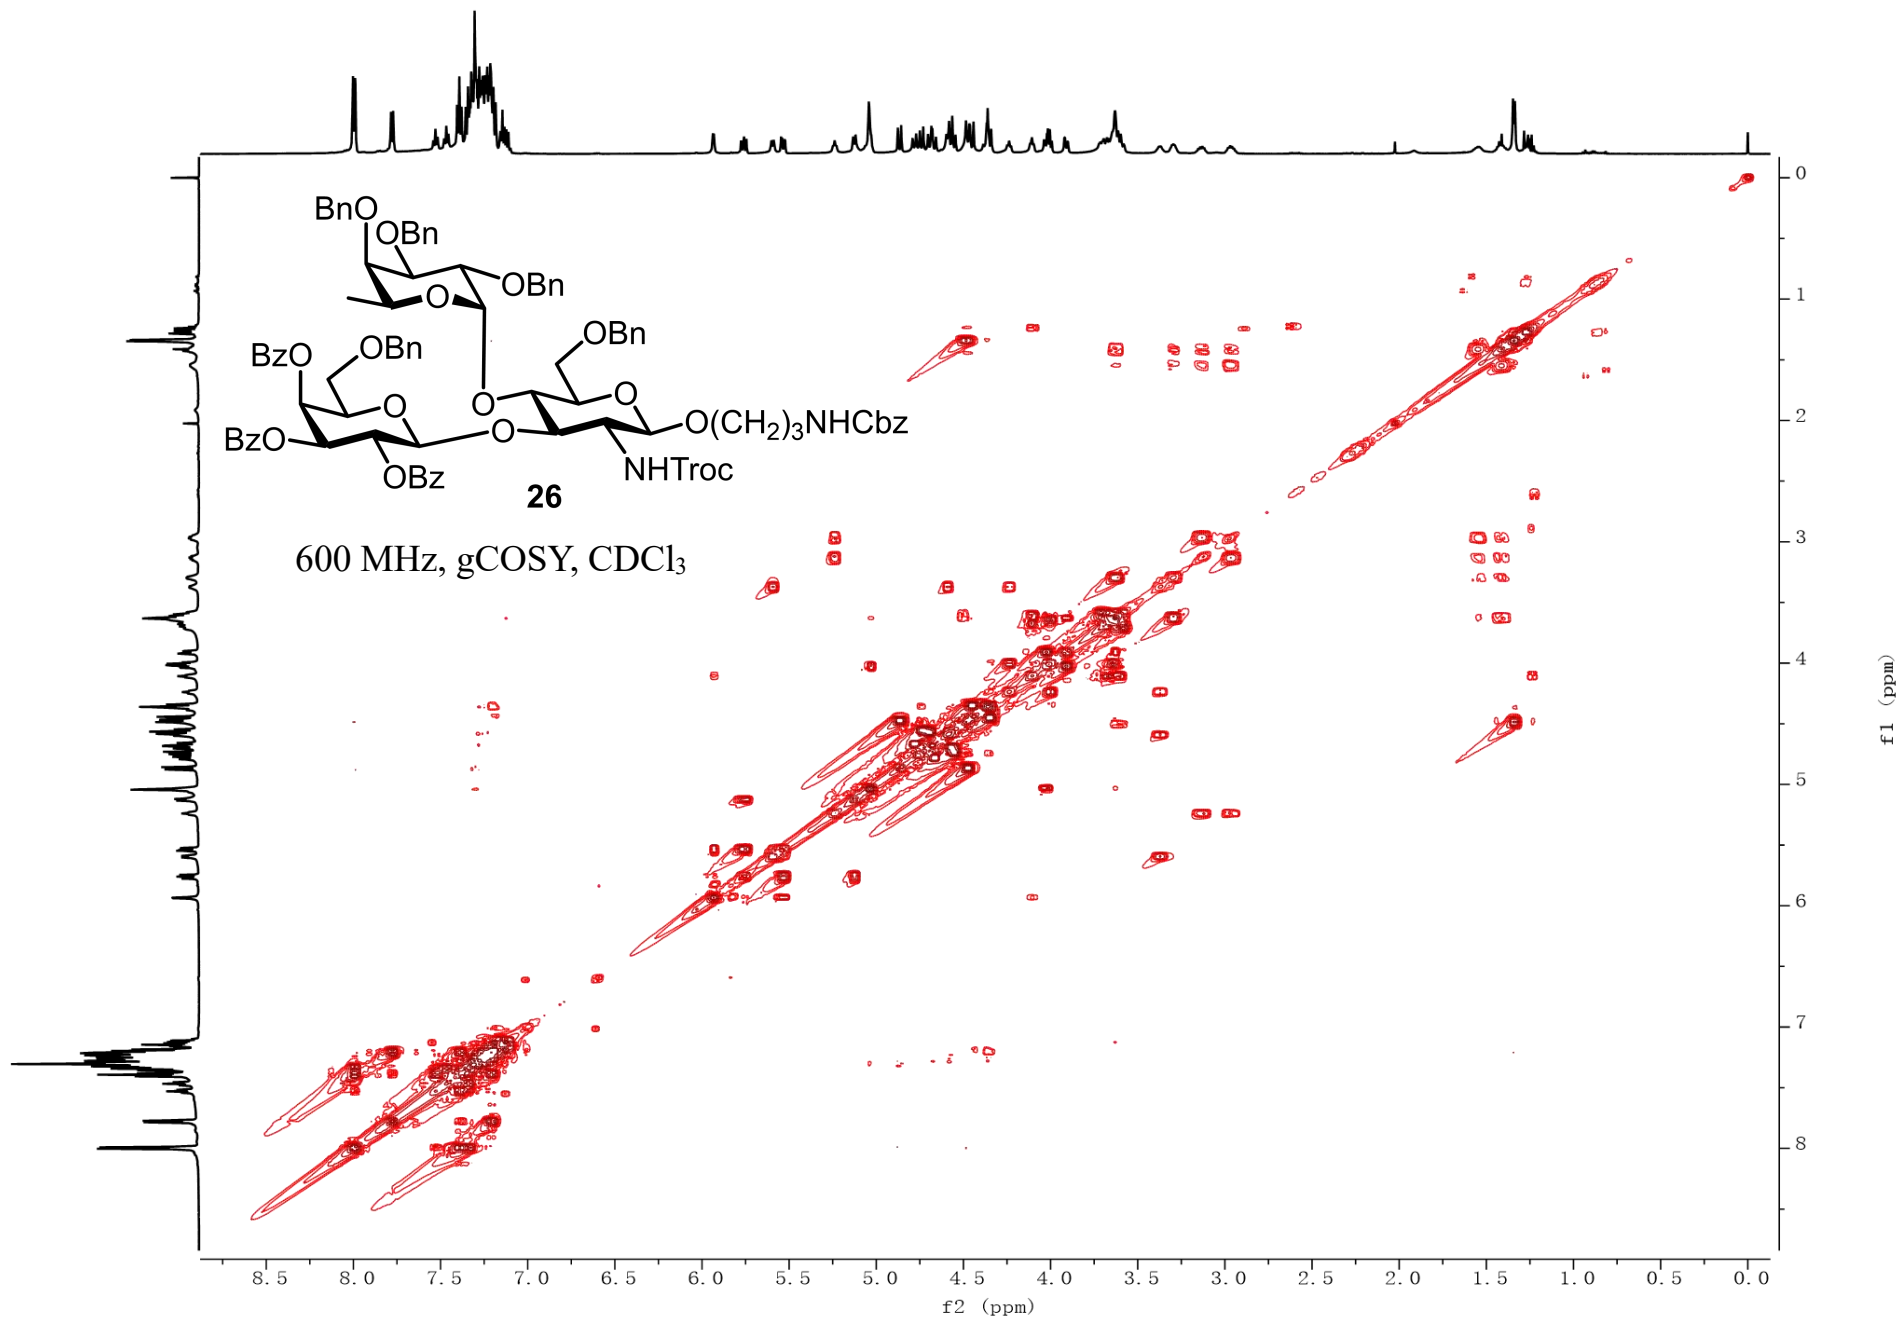 BnO
OBn
O
OBn
OBn
BzO
OBn
O
O
O
O
O(CH₂)₃NHCbz
BzO
OBz
NHTroc
26
600 MHz, gCOSY, CDCl₃
0
1
2
3
4
5
6
7
8
f1 (ppm)
8.5 8.0 7.5 7.0 6.5 6.0 5.5 5.0 4.5 4.0 3.5 3.0 2.5 2.0 1.5 1.0 0.5 0.0
f2 (ppm)